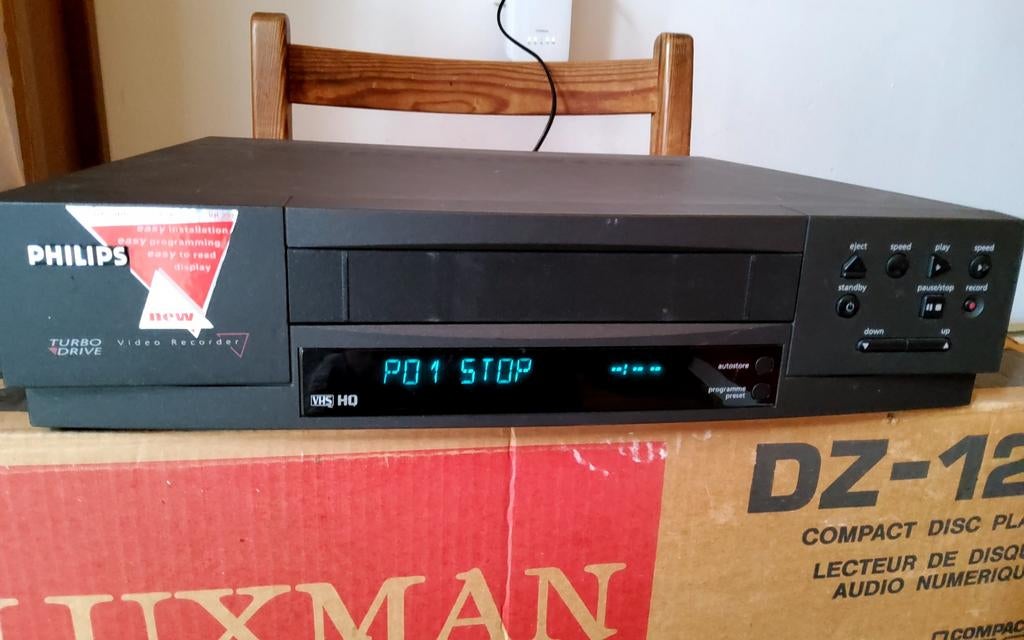 easy installation
easy programming
easy to read
display
new
PHILIPS
TURBO
DRIVE
Video Recorder
P01 STOP
--:--
VHS HQ
autostore
programme
preset
eject speed play speed
standby pause/stop record
down up
LUXMAN
DZ-12
COMPACT DISC PLA
LECTEUR DE DISQU
AUDIO NUMERIQU
COMPAC